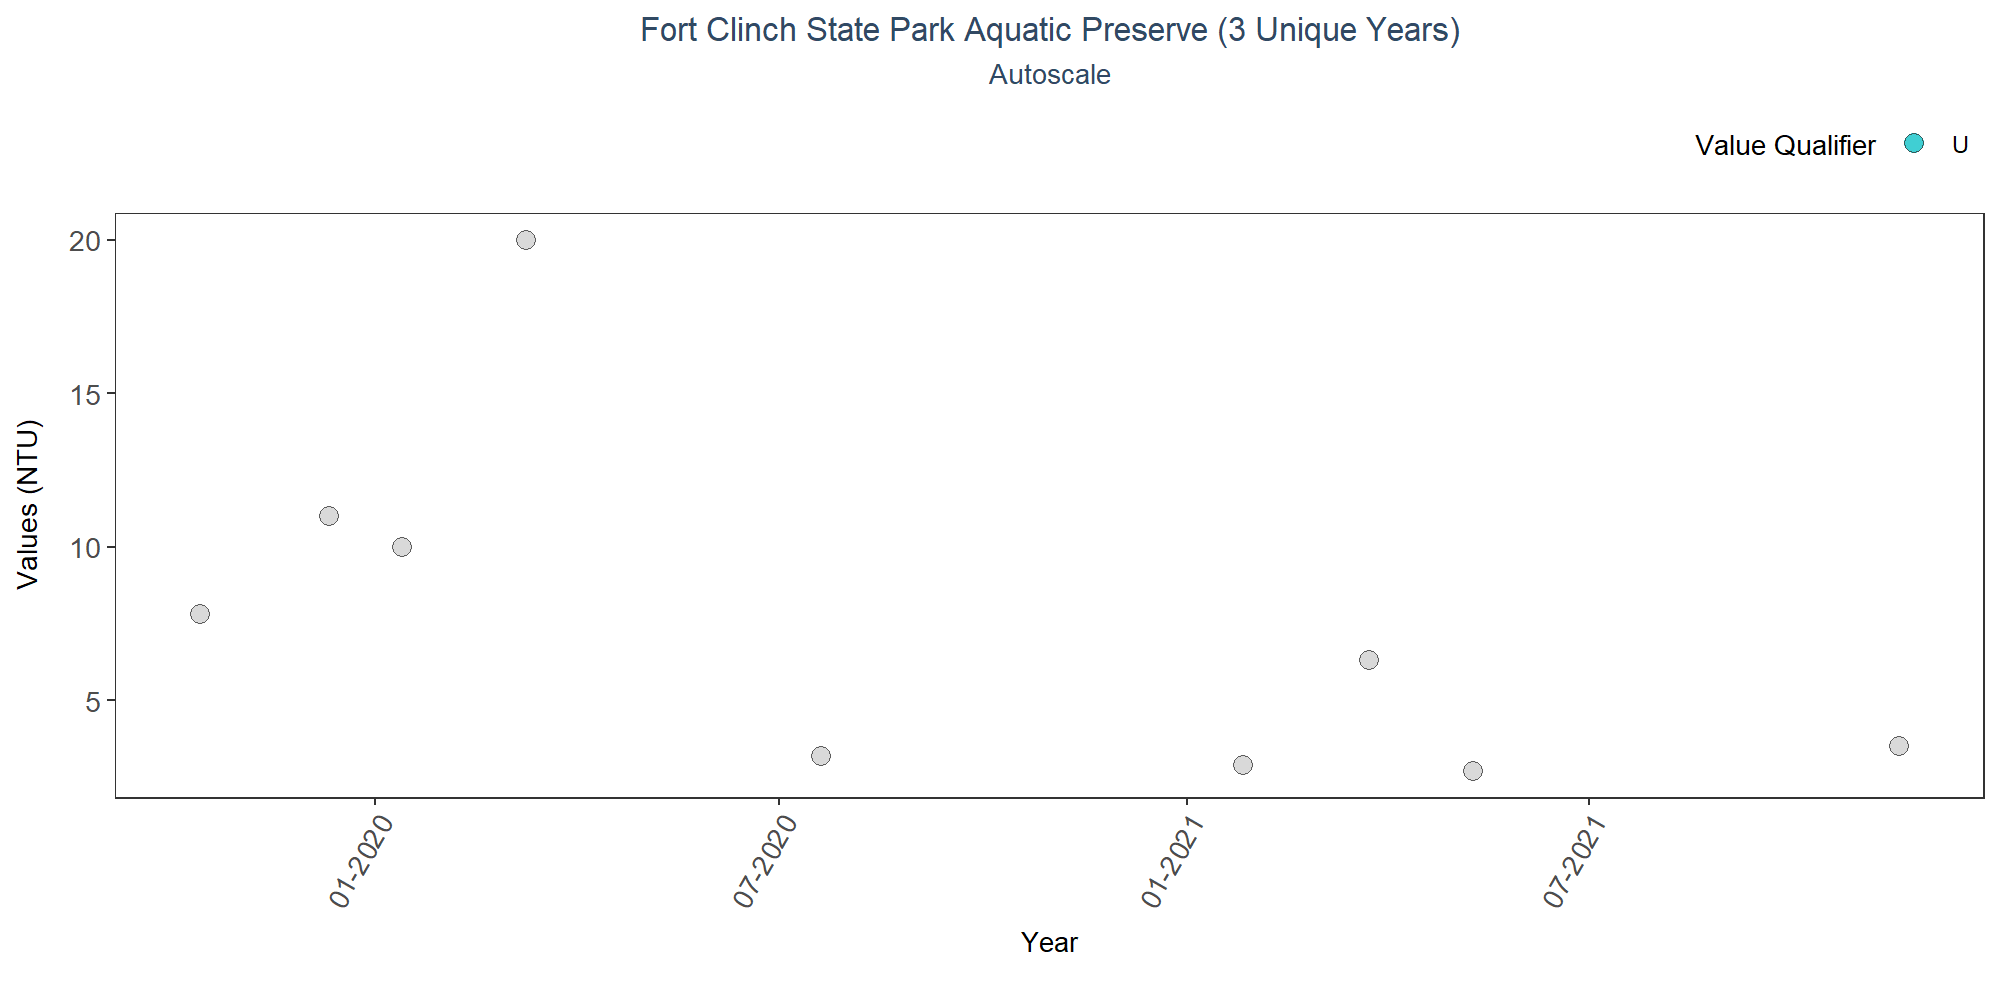 Fort Clinch State Park Aquatic Preserve (3 Unique Years)
Autoscale
Value Qualifier U
20
15
10
5
Values (NTU)
01-2020
07-2020
01-2021
07-2021
Year